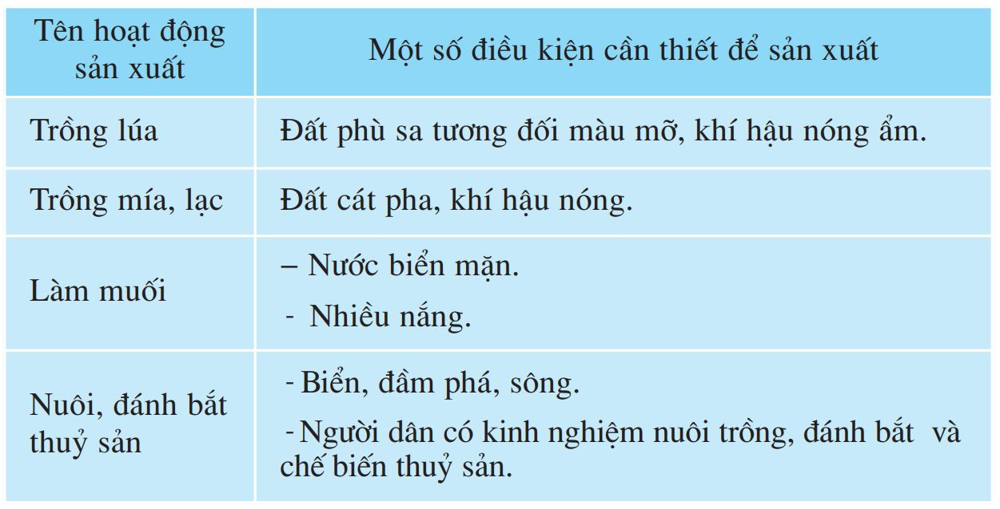 Tên hoạt động
sản xuất
Một số điều kiện cần thiết để sản xuất
Trồng lúa
Đất phù sa tương đối màu mỡ, khí hậu nóng ẩm.
Trồng mía, lạc
Đất cát pha, khí hậu nóng.
Làm muối
– Nước biển mặn.
- Nhiều nắng.
Nuôi, đánh bắt
thuỷ sản
- Biển, đầm phá, sông.
- Người dân có kinh nghiệm nuôi trồng, đánh bắt và
chế biến thuỷ sản.